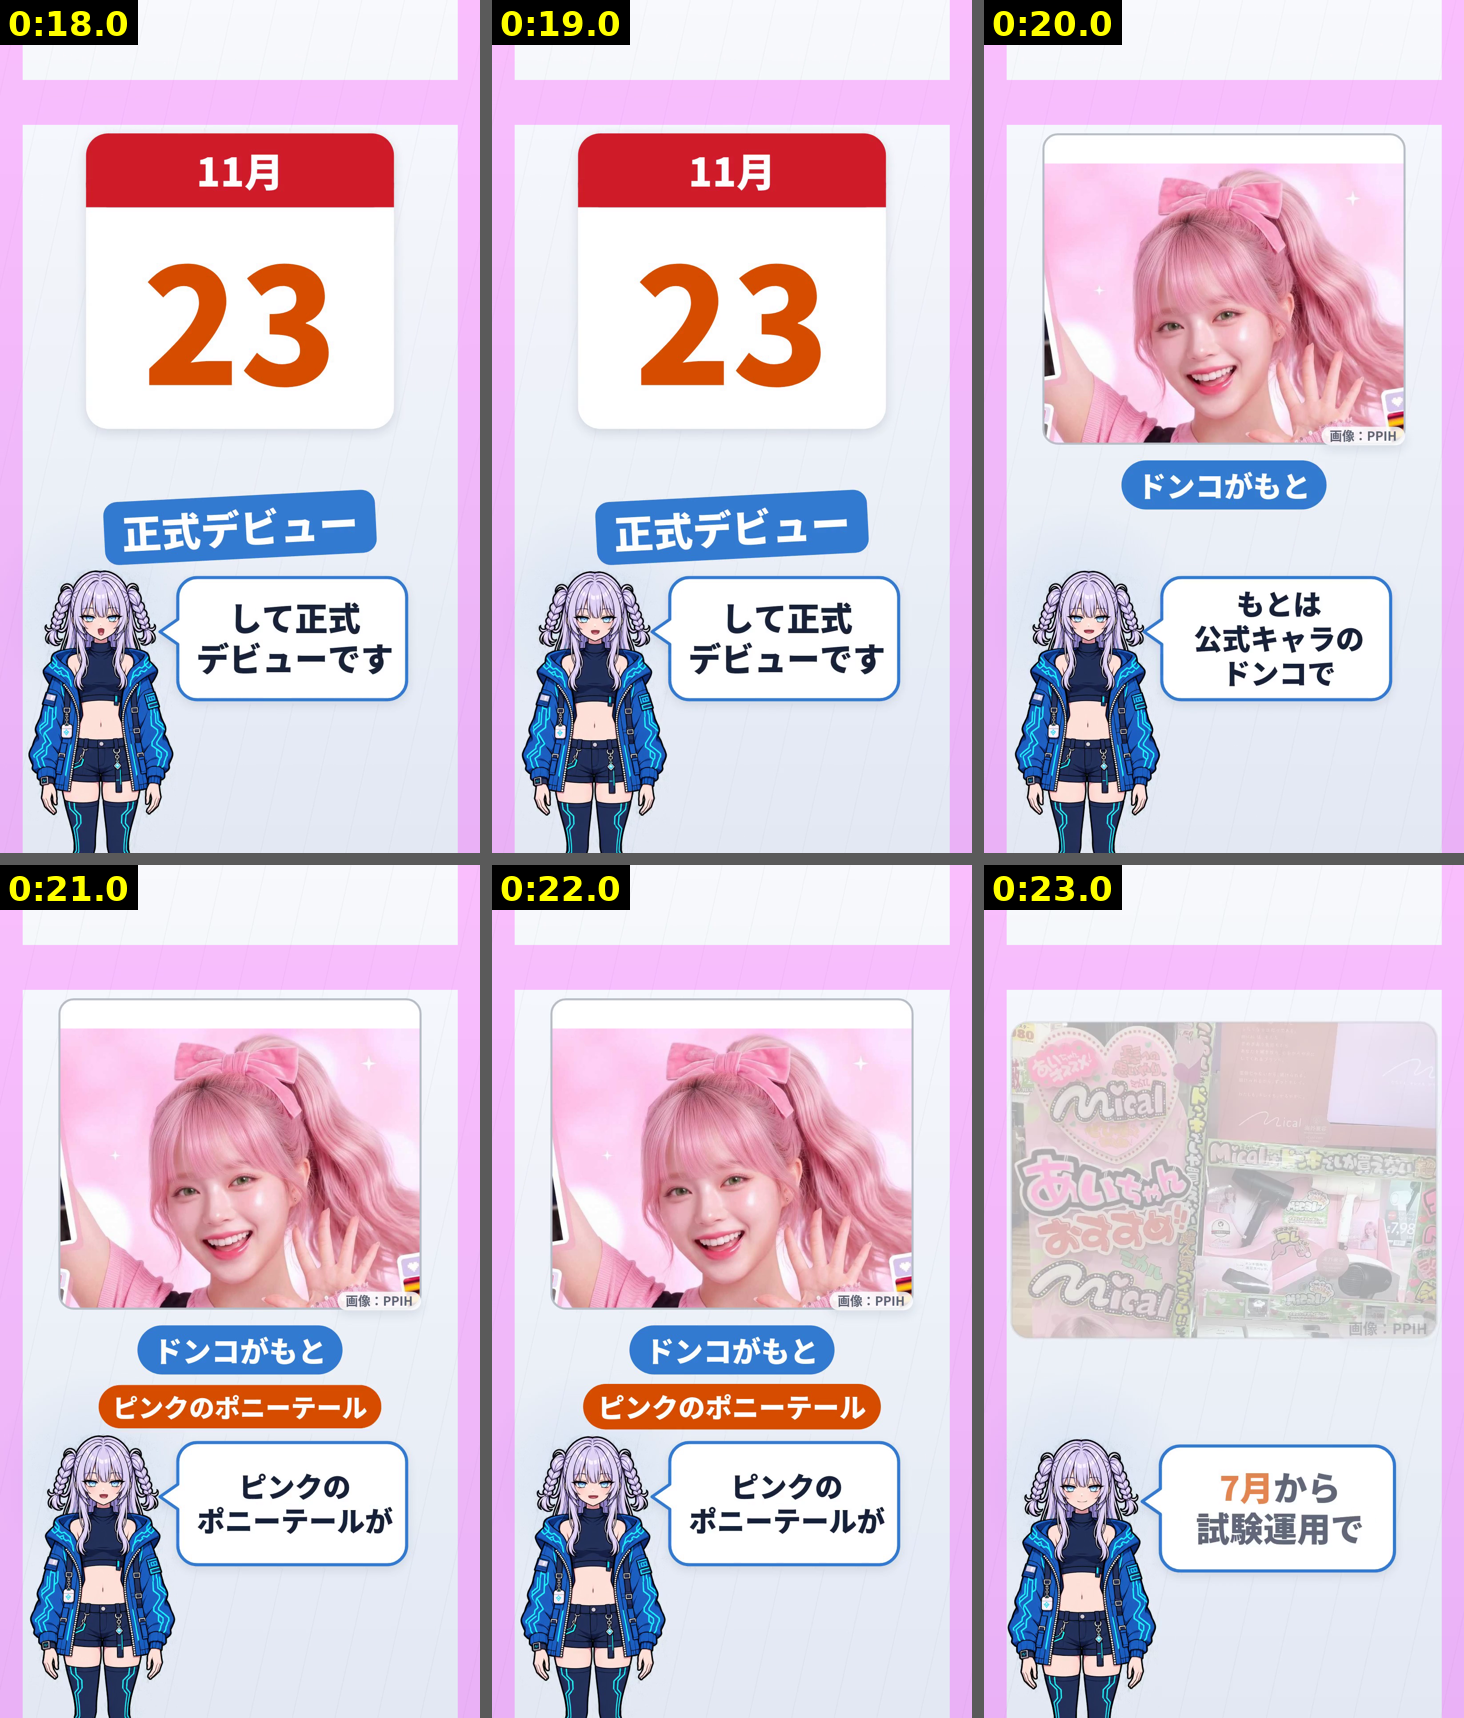 0:18.0
11月
23
正式デビュー
して正式
デビューです
0:19.0
11月
23
正式デビュー
して正式
デビューです
0:20.0
画像：PPIH
ドンコがもと
もとは
公式キャラの
ドンコで
0:21.0
画像：PPIH
ドンコがもと
ピンクのポニーテール
ピンクの
ポニーテールが
0:22.0
画像：PPIH
ドンコがもと
ピンクのポニーテール
ピンクの
ポニーテールが
0:23.0
Mical
あいちゃん
おすすめ!!
Mical
Mical
画像：PPIH
7月から
試験運用で